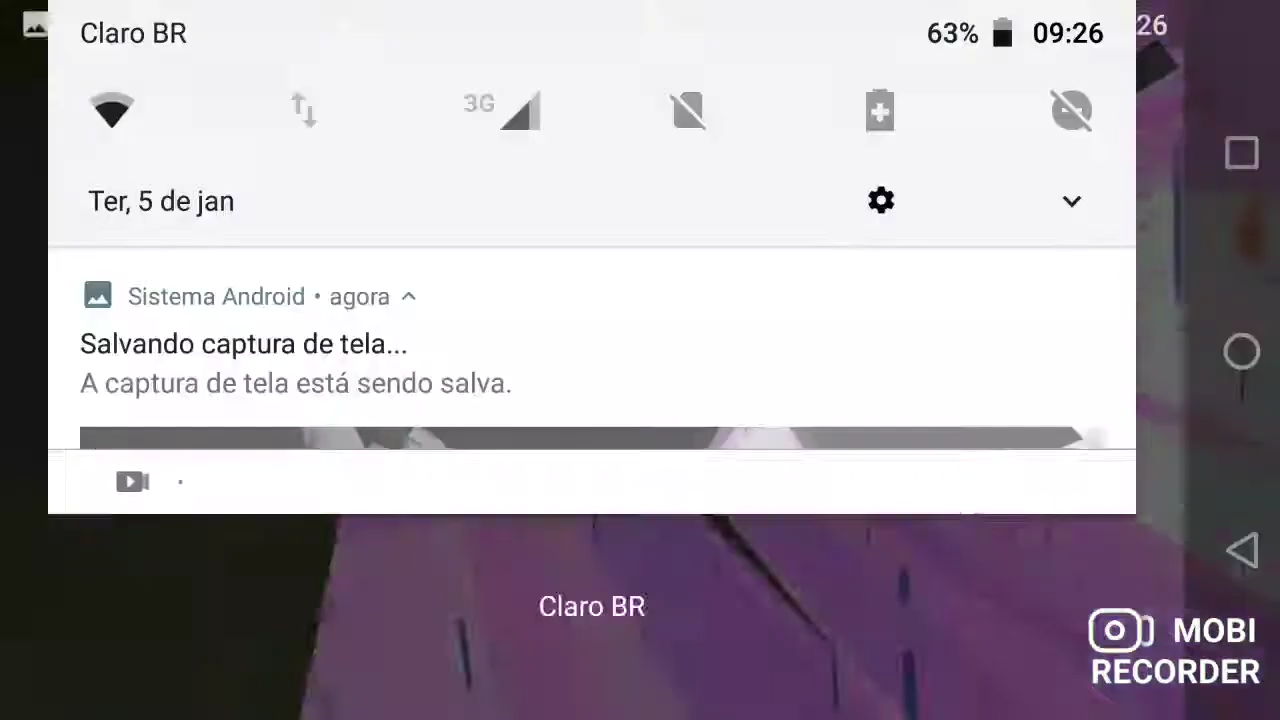 Claro BR
63%
09:26
26
3G
Ter, 5 de jan
Sistema Android • agora
Salvando captura de tela...
A captura de tela está sendo salva.
Claro BR
MOBI
RECORDER